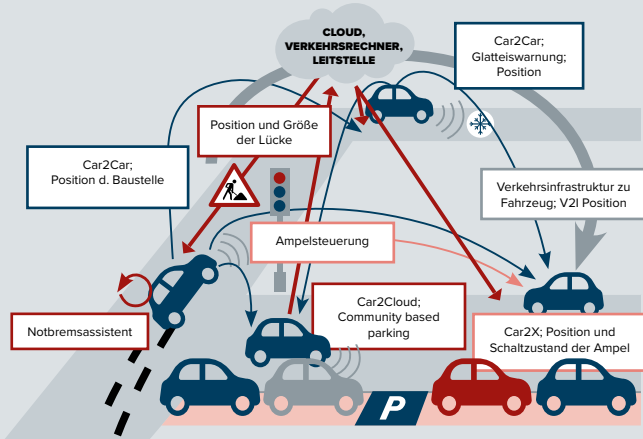 CLOUD,
VERKEHRSRECHNER,
LEITSTELLE
Car2Car;
Glatteiswarnung;
Position
Position und Größe
der Lücke
Car2Car;
Position d. Baustelle
Verkehrsinfrastruktur zu
Fahrzeug; V2I Position
Ampelsteuerung
Notbremsassistent
Car2Cloud;
Community based
parking
Car2X; Position und
Schaltzustand der Ampel
P